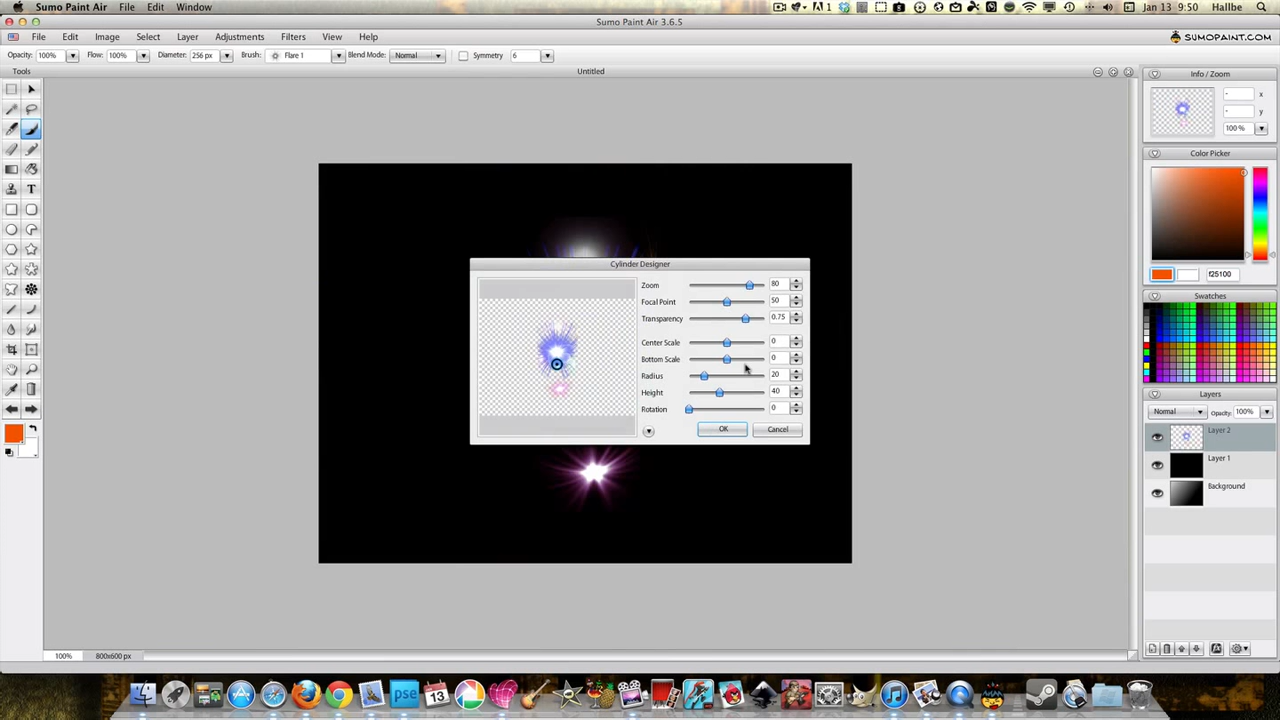 Sumo Paint Air File Edit Window
1 Jan 13 9:50 Hallbe
Sumo Paint Air 3.6.5
File Edit Image Select Layer Adjustments Filters View Help
SUMOPAINT.COM
Opacity: 100% Flow: 100% Diameter: 256 px Brush: Flare 1 Blend Mode: Normal Symmetry 6
Tools
Untitled
Info / Zoom
- x
- y
100 %
Color Picker
f25100
Swatches
Layers
Normal Opacity: 100%
Layer 2
Layer 1
Background
Cylinder Designer
Zoom 80
Focal Point 50
Transparency 0.75
Center Scale 0
Bottom Scale 0
Radius 20
Height 40
Rotation 0
OK Cancel
T
100% 800x600 px
pse
13